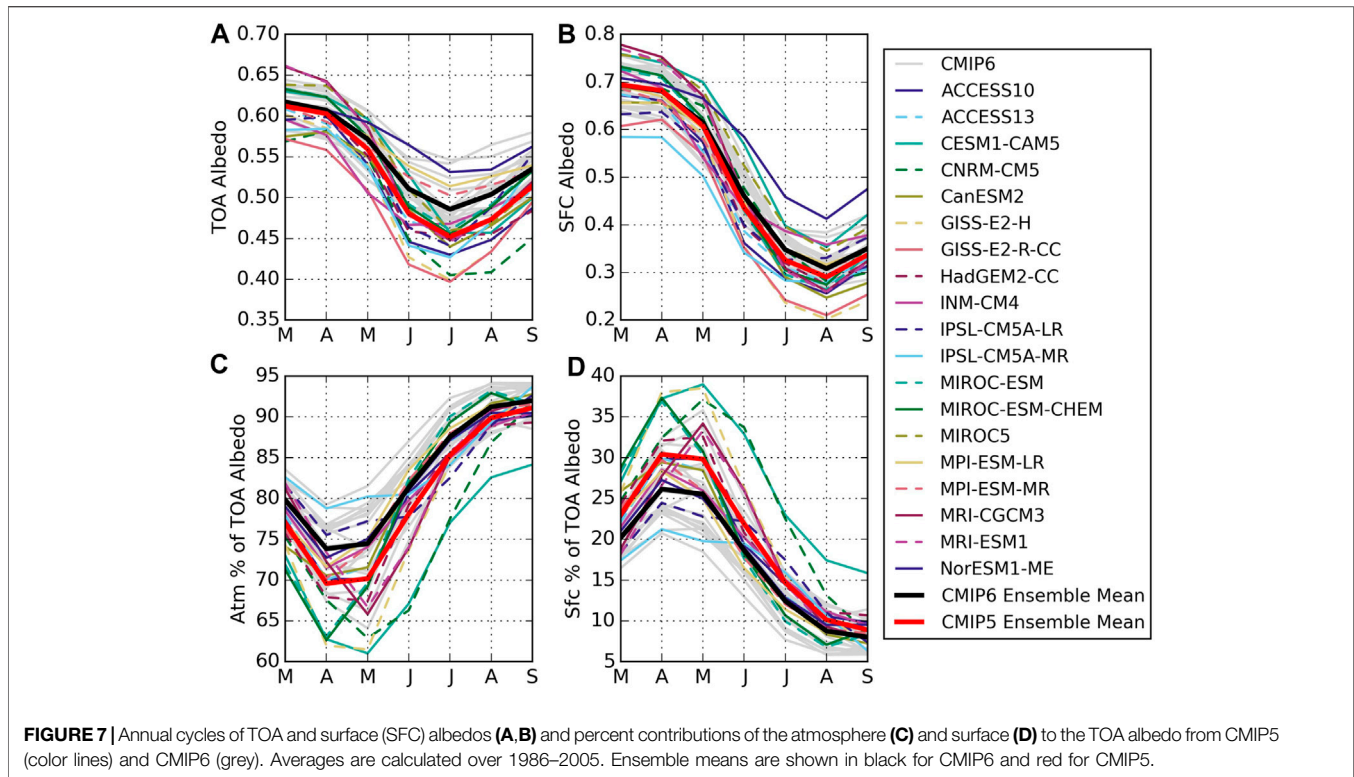 A
TOA Albedo
0.70
0.65
0.60
0.55
0.50
0.45
0.40
0.35
M A M J J A S
B
SFC Albedo
0.8
0.7
0.6
0.5
0.4
0.3
0.2
M A M J J A S
C
Atm % of TOA Albedo
95
90
85
80
75
70
65
60
M A M J J A S
D
Sfc % of TOA Albedo
40
35
30
25
20
15
10
5
M A M J J A S
CMIP6
ACCESS10
ACCESS13
CESM1-CAM5
CNRM-CM5
CanESM2
GISS-E2-H
GISS-E2-R-CC
HadGEM2-CC
INM-CM4
IPSL-CM5A-LR
IPSL-CM5A-MR
MIROC-ESM
MIROC-ESM-CHEM
MIROC5
MPI-ESM-LR
MPI-ESM-MR
MRI-CGCM3
MRI-ESM1
NorESM1-ME
CMIP6 Ensemble Mean
CMIP5 Ensemble Mean
FIGURE 7 | Annual cycles of TOA and surface (SFC) albedos (A,B) and percent contributions of the atmosphere (C) and surface (D) to the TOA albedo from CMIP5
(color lines) and CMIP6 (grey). Averages are calculated over 1986–2005. Ensemble means are shown in black for CMIP6 and red for CMIP5.